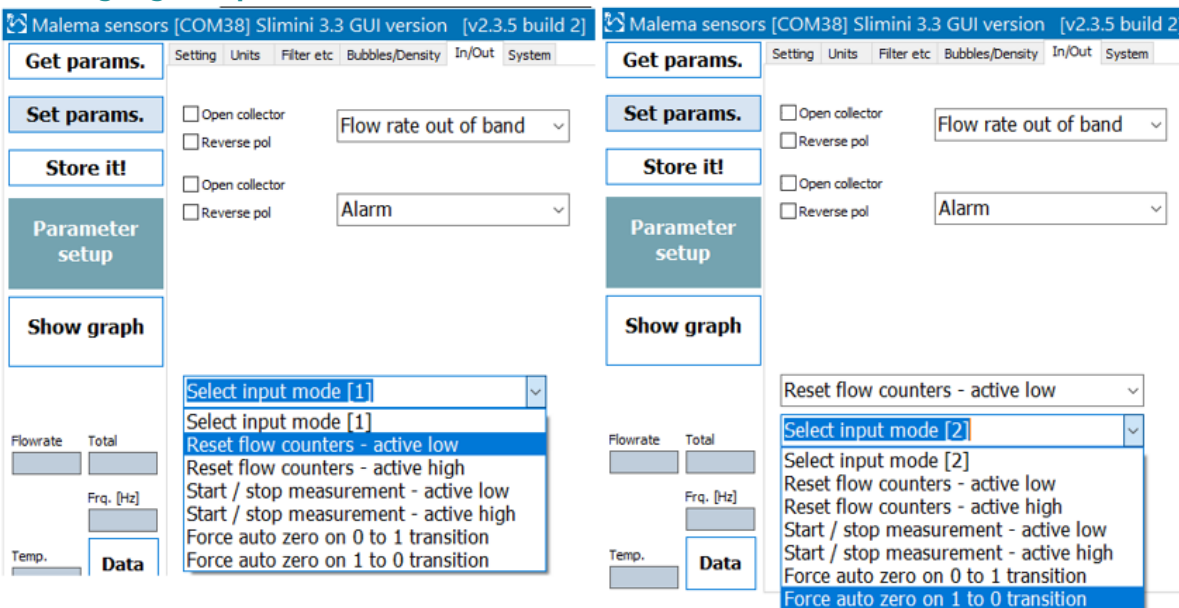 Malema sensors [COM38] Slimini 3.3 GUI version [v2.3.5 build 2]
Get params.
Setting Units Filter etc Bubbles/Density In/Out System
Set params.
Open collector
Flow rate out of band
Reverse pol
Store it!
Open collector
Reverse pol
Alarm
Parameter
setup
Show graph
Select input mode [1]
Select input mode [1]
Reset flow counters - active low
Reset flow counters - active high
Start / stop measurement - active low
Start / stop measurement - active high
Force auto zero on 0 to 1 transition
Force auto zero on 1 to 0 transition
Flowrate Total
Frq. [Hz]
Temp.
Data
Malema sensors [COM38] Slimini 3.3 GUI version [v2.3.5 build 2
Get params.
Setting Units Filter etc Bubbles/Density In/Out System
Set params.
Open collector
Flow rate out of band
Reverse pol
Store it!
Open collector
Reverse pol
Alarm
Parameter
setup
Show graph
Reset flow counters - active low
Select input mode [2]
Select input mode [2]
Reset flow counters - active low
Reset flow counters - active high
Start / stop measurement - active low
Start / stop measurement - active high
Force auto zero on 0 to 1 transition
Force auto zero on 1 to 0 transition
Flowrate Total
Frq. [Hz]
Temp.
Data